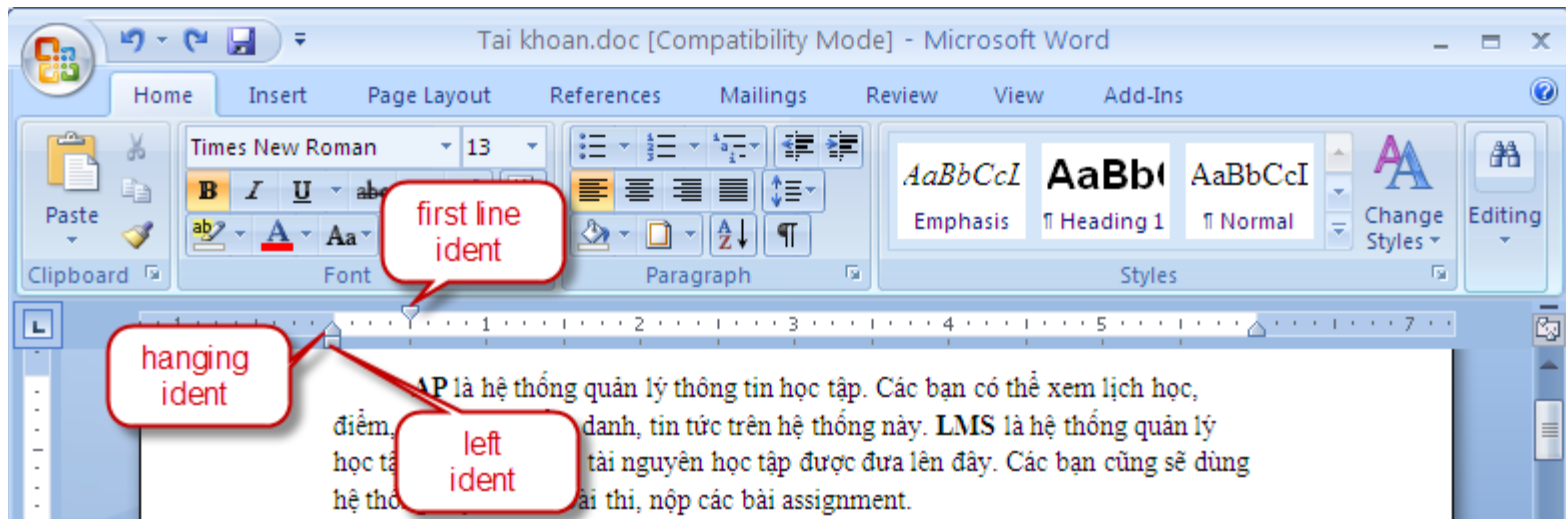 Tai khoan.doc [Compatibility Mode] - Microsoft Word
Home Insert Page Layout References Mailings Review View Add-Ins
Times New Roman 13
B I U abc
Paste
ab A Aa
AZ
AaBbCcI AaBb AaBbCcI
Emphasis ¶ Heading 1 ¶ Normal
Change
Styles
Editing
Clipboard Font Paragraph Styles
first line
ident
L
1 1 2 3 4 5 7
hanging
ident
left
ident
AP là hệ thống quản lý thông tin học tập. Các bạn có thể xem lịch học,
điểm, danh, tin tức trên hệ thống này. LMS là hệ thống quản lý
học tài nguyên học tập được đưa lên đây. Các bạn cũng sẽ dùng
hệ thi, nộp các bài assignment.